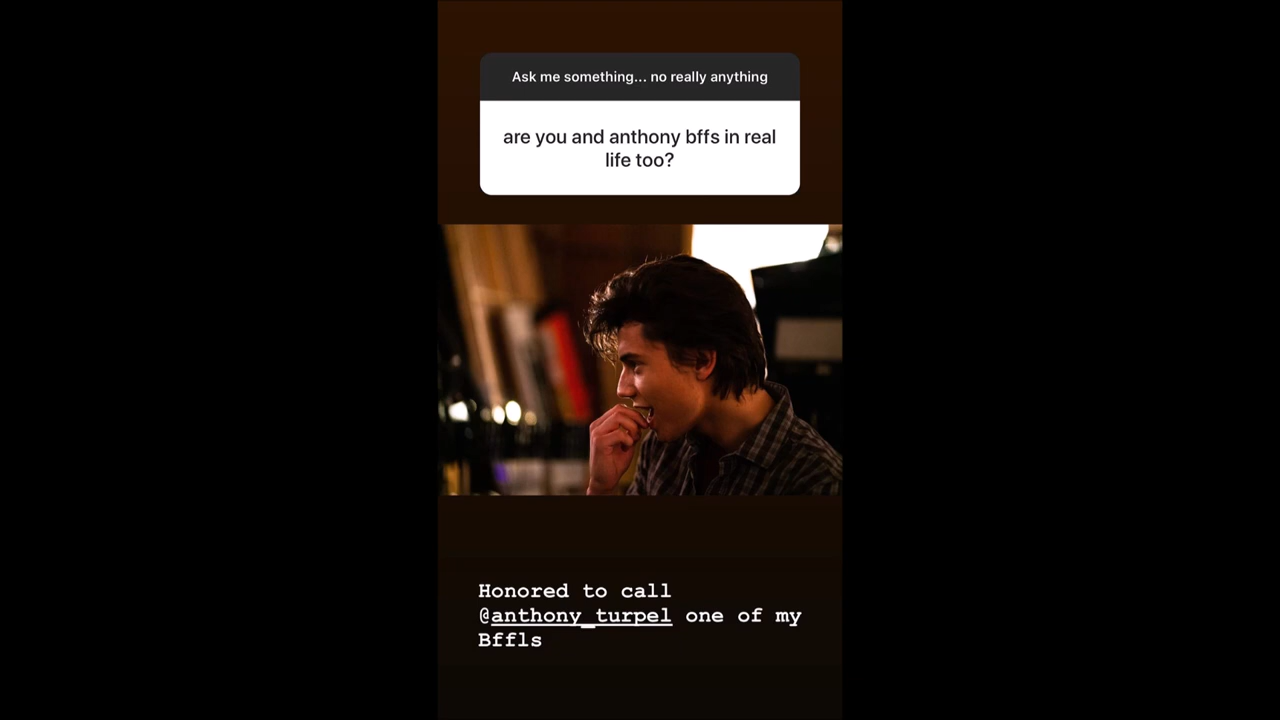 Ask me something... no really anything
are you and anthony bffs in real
life too?
Honored to call
@anthony_turpel one of my
Bffls